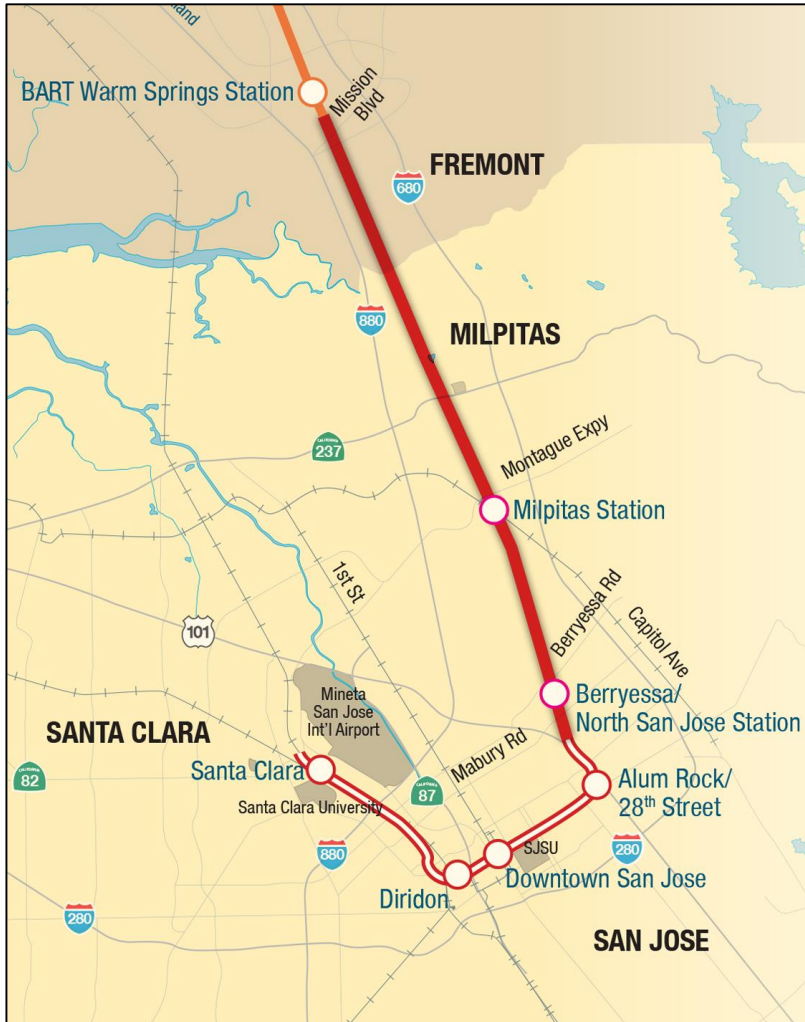 land
BART Warm Springs Station
Mission
Blvd
FREMONT
680
880
MILPITAS
CALIFORNIA
237
Montague Expy
Milpitas Station
1st St
Berryessa Rd
Capitol Ave
101
Mineta
San Jose
Int'l Airport
Berryessa/
North San Jose Station
SANTA CLARA
Mabury Rd
Santa Clara
82
87
Alum Rock/
28th Street
Santa Clara University
880
SJSU
280
Diridon
Downtown San Jose
280
SAN JOSE